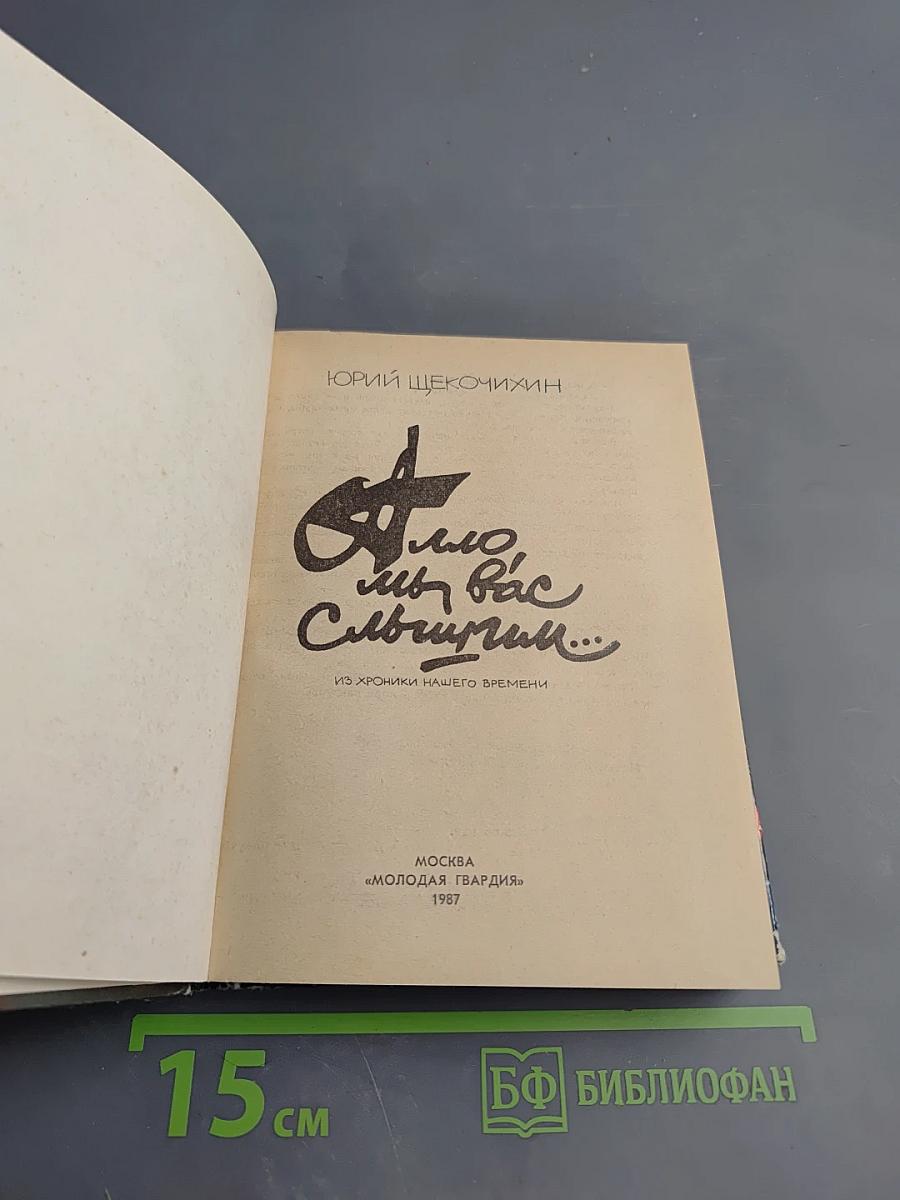 ЮРИЙ ЩЕКОЧИХИН
Алло,
мы вас
слышим...
ИЗ ХРОНИКИ НАШЕГО ВРЕМЕНИ
МОСКВА
«МОЛОДАЯ ГВАРДИЯ»
1987
15 см
БФ БИБЛИОФАН